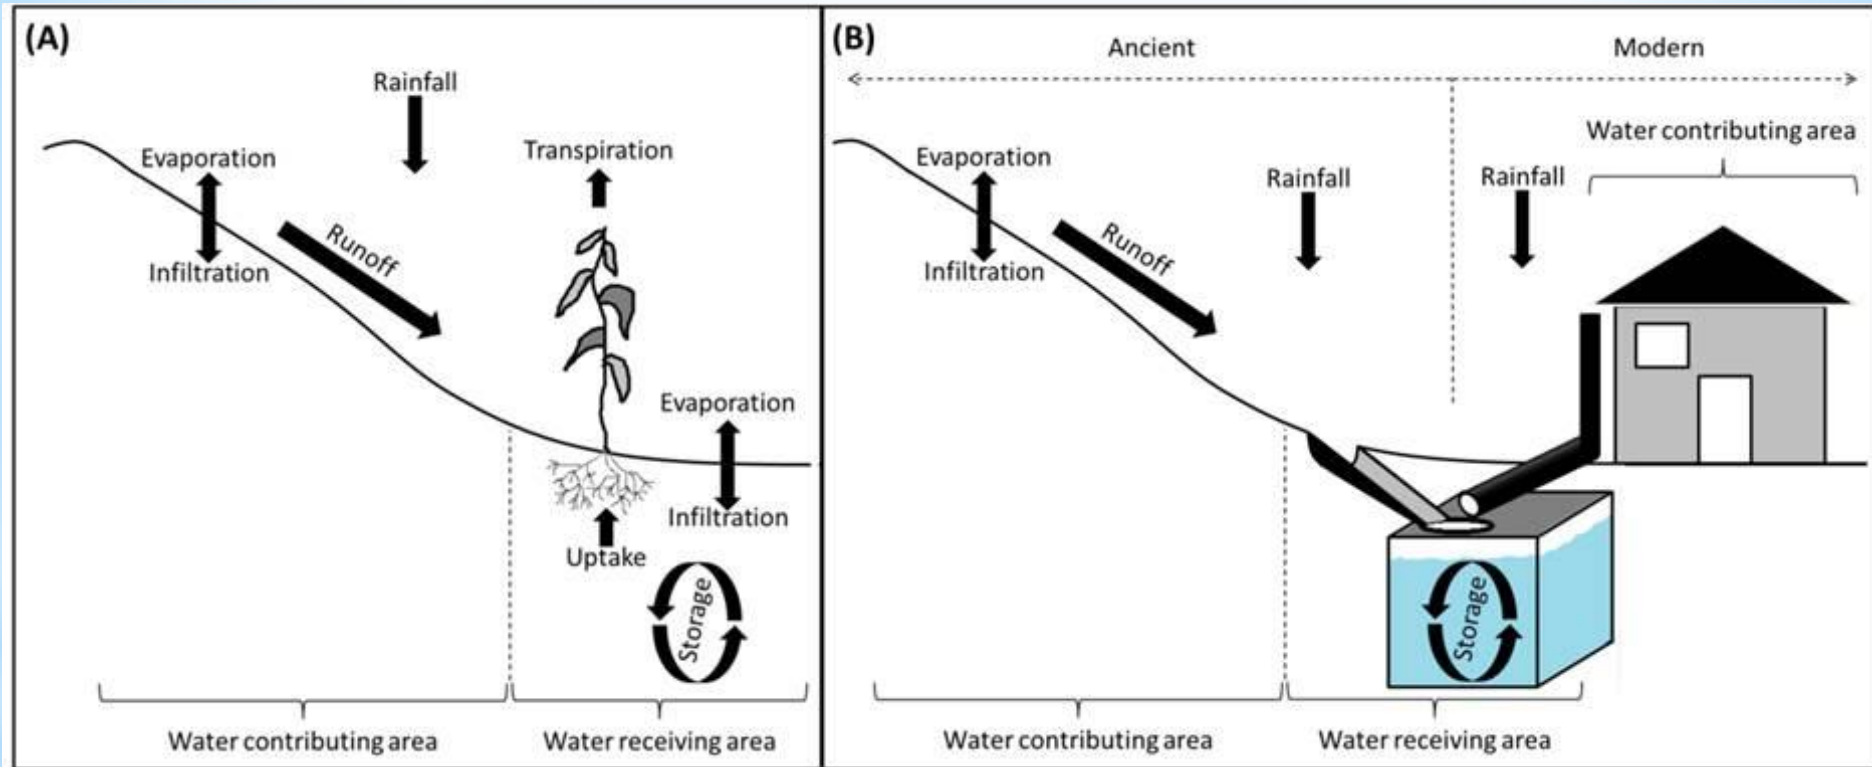 (A)
Rainfall
Evaporation
Transpiration
Runoff
Infiltration
Evaporation
Infiltration
Uptake
Storage
Water contributing area
Water receiving area
(B)
Ancient
Modern
Water contributing area
Evaporation
Rainfall
Rainfall
Runoff
Infiltration
Storage
Water contributing area
Water receiving area